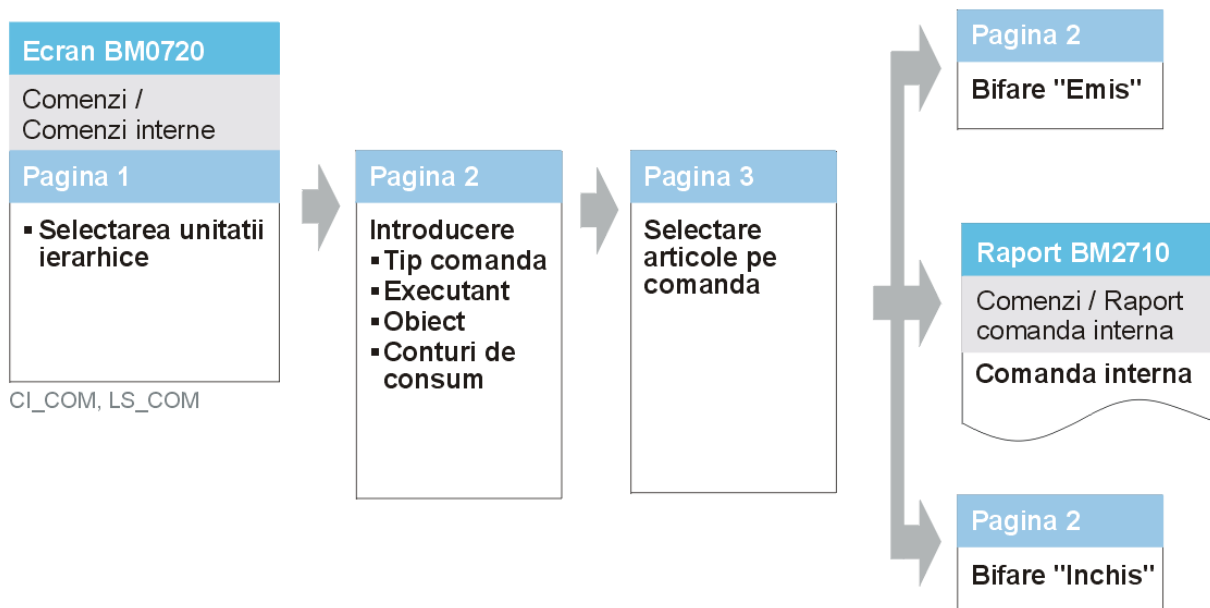 Ecran BM0720
Comenzi /
Comenzi interne
Pagina 1
▪ Selectarea unitatii
ierarhice
CI_COM, LS_COM
Pagina 2
Introducere
▪ Tip comanda
▪ Executant
▪ Obiect
▪ Conturi de
consum
Pagina 3
Selectare
articole pe
comanda
Pagina 2
Bifare "Emis"
Raport BM2710
Comenzi / Raport
comanda interna
Comanda interna
Pagina 2
Bifare "Inchis"